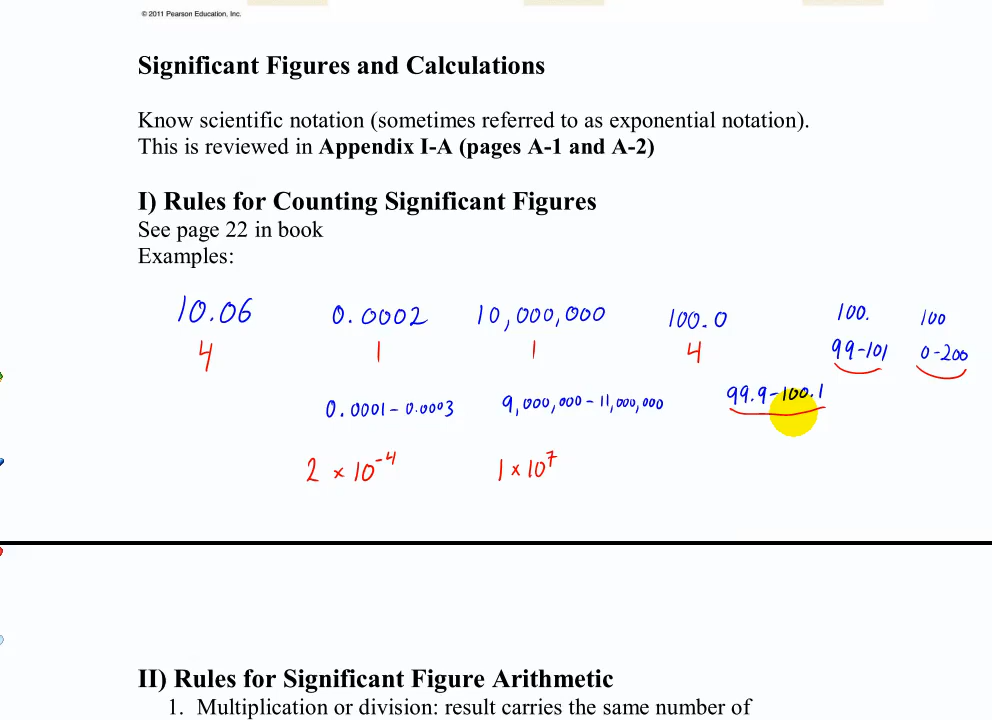 © 2011 Pearson Education, Inc.
Significant Figures and Calculations
Know scientific notation (sometimes referred to as exponential notation).
This is reviewed in Appendix I-A (pages A-1 and A-2)
I) Rules for Counting Significant Figures
See page 22 in book
Examples:
10.06 0.0002 10,000,000 100.0 100. 100
4 1 1 4 99-101 0-200
0.0001-0.0003 9,000,000-11,000,000 99.9-100.1
2 × 10⁻⁴ 1 × 10⁷
II) Rules for Significant Figure Arithmetic
1. Multiplication or division: result carries the same number of